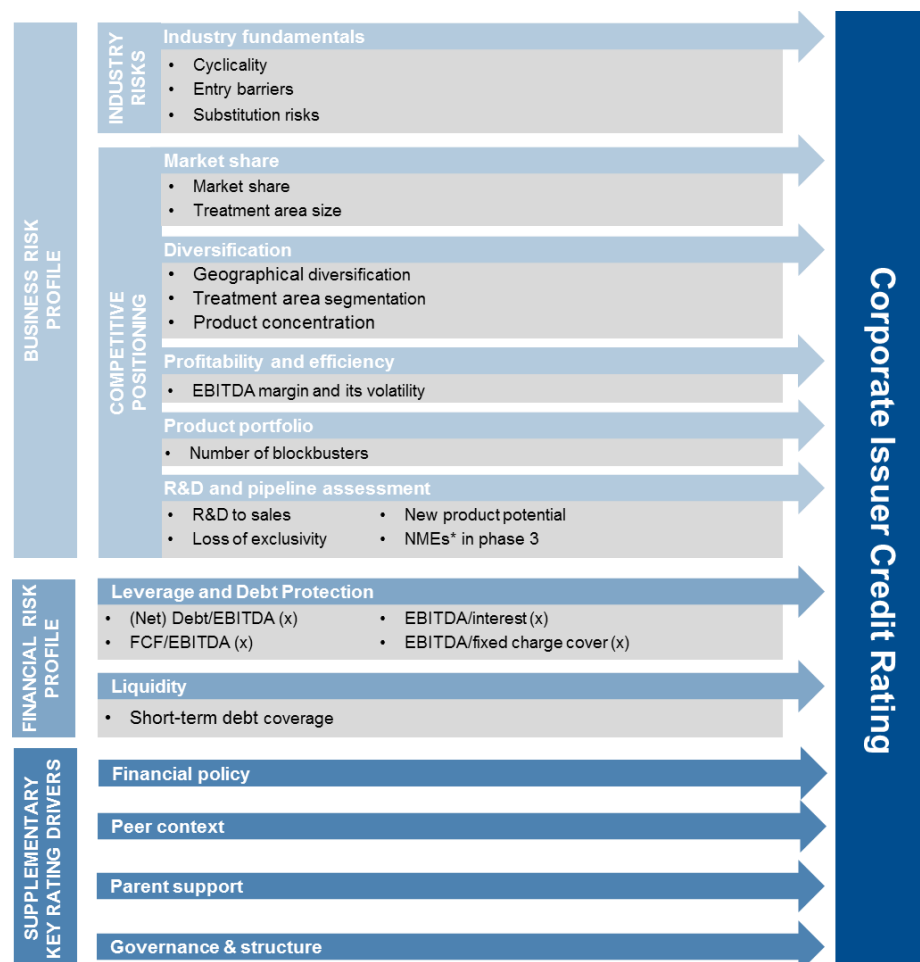 BUSINESS RISK
PROFILE
INDUSTRY
RISKS
Industry fundamentals
• Cyclicality
• Entry barriers
• Substitution risks
COMPETITIVE
POSITIONING
Market share
• Market share
• Treatment area size
Diversification
• Geographical diversification
• Treatment area segmentation
• Product concentration
Profitability and efficiency
• EBITDA margin and its volatility
Product portfolio
• Number of blockbusters
R&D and pipeline assessment
• R&D to sales
• Loss of exclusivity
• New product potential
• NMEs* in phase 3
FINANCIAL RISK
PROFILE
Leverage and Debt Protection
• (Net) Debt/EBITDA (x)
• FCF/EBITDA (x)
• EBITDA/interest (x)
• EBITDA/fixed charge cover (x)
Liquidity
• Short-term debt coverage
SUPPLEMENTARY
KEY RATING DRIVERS
Financial policy
Peer context
Parent support
Governance & structure
Corporate Issuer Credit Rating